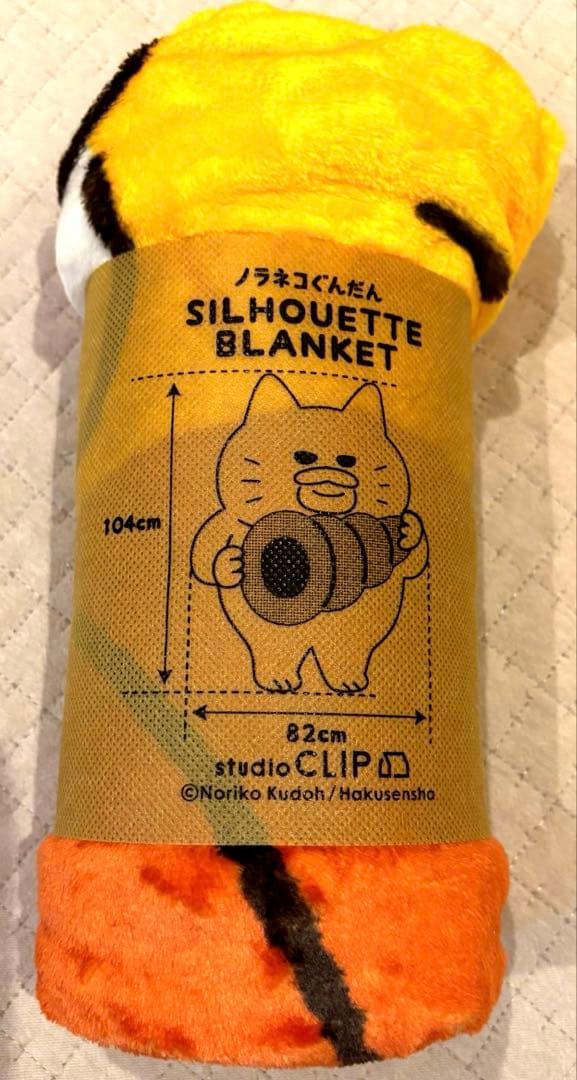 ノラネコぐんだん
SILHOUETTE
BLANKET
104cm
82cm
studio CLIP
©Noriko Kudoh/Hakusensha